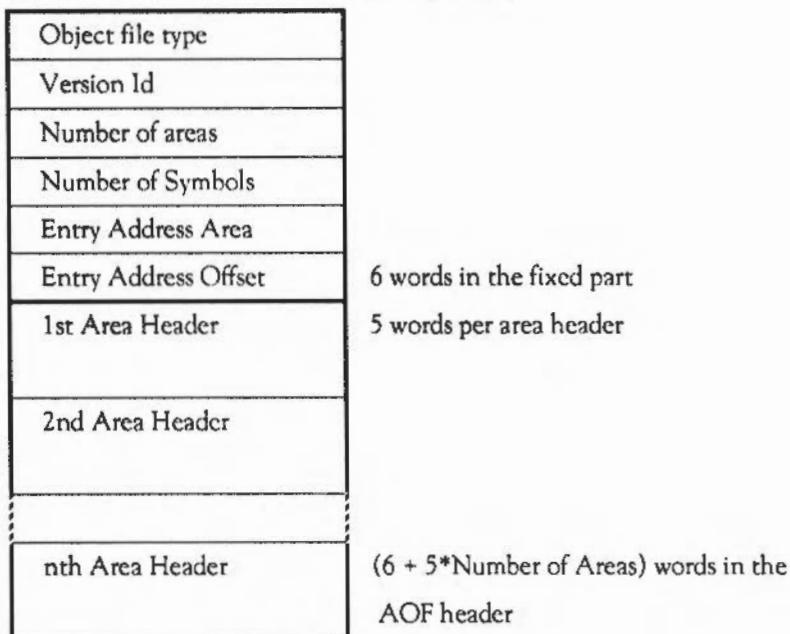 Object file type
Version Id
Number of areas
Number of Symbols
Entry Address Area
Entry Address Offset 6 words in the fixed part
1st Area Header 5 words per area header
2nd Area Header
nth Area Header (6 + 5*Number of Areas) words in the
AOF header